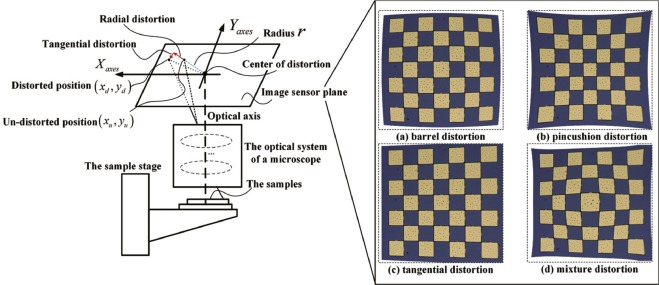 Radial distortion
Tangential distortion
Y axes
Radius r
X axes
Center of distortion
Distorted position (x_d, y_d)
Image sensor plane
Un-distorted position (x_u, y_u)
Optical axis
The optical system
of a microscope
...
The sample stage
The samples
(a) barrel distortion
(b) pincushion distortion
(c) tangential distortion
(d) mixture distortion